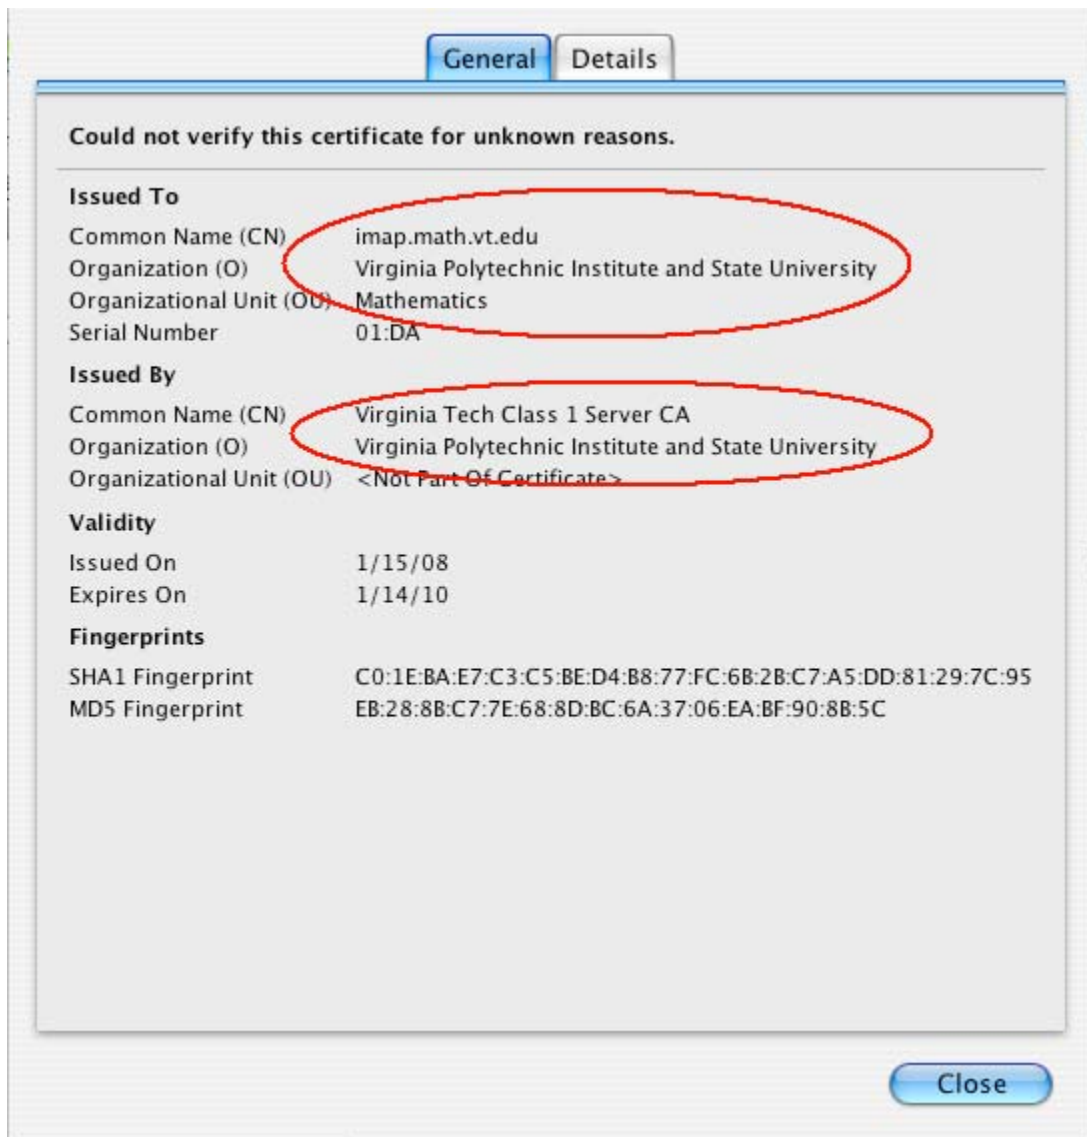 General Details
Could not verify this certificate for unknown reasons.
Issued To
Common Name (CN) imap.math.vt.edu
Organization (O) Virginia Polytechnic Institute and State University
Organizational Unit (OU) Mathematics
Serial Number 01:DA
Issued By
Common Name (CN) Virginia Tech Class 1 Server CA
Organization (O) Virginia Polytechnic Institute and State University
Organizational Unit (OU) <Not Part Of Certificate>
Validity
Issued On 1/15/08
Expires On 1/14/10
Fingerprints
SHA1 Fingerprint C0:1E:BA:E7:C3:C5:BE:D4:B8:77:FC:6B:2B:C7:A5:DD:81:29:7C:95
MD5 Fingerprint EB:28:8B:C7:7E:68:8D:BC:6A:37:06:EA:BF:90:8B:5C
Close